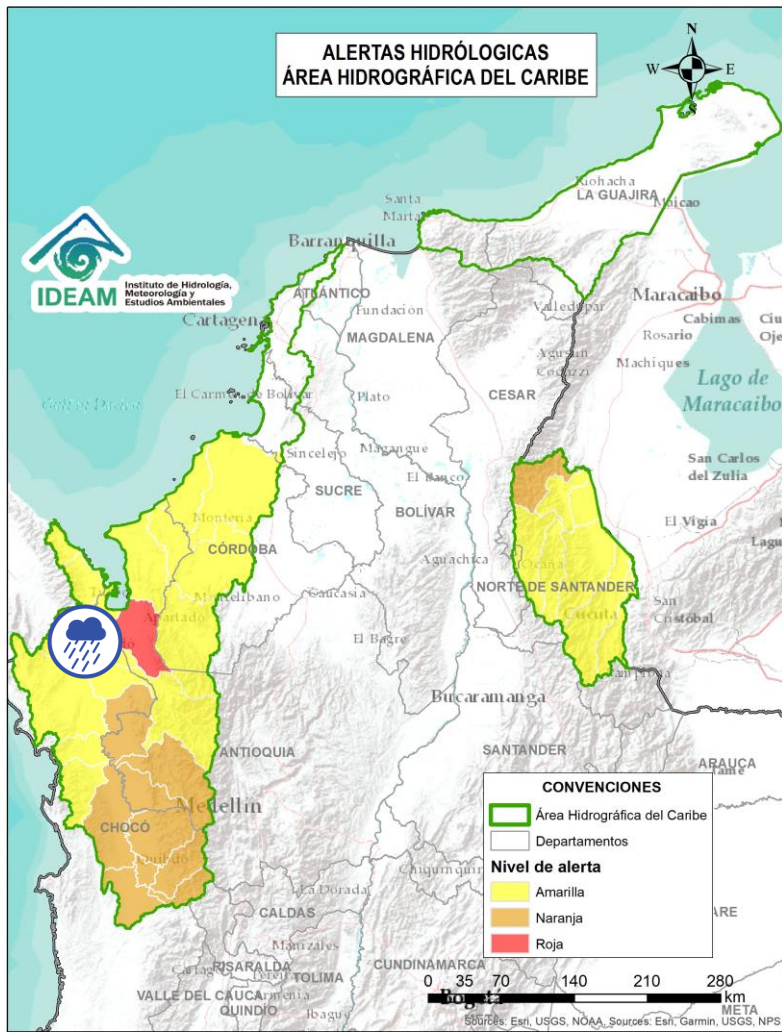 ALERTAS HIDRÓLOGICAS
ÁREA HIDROGRÁFICA DEL CARIBE
N
W
E
S
Riohacha
LA GUAJIRA
Maicao
Santa
Marta
Barranquilla
IDEAM
Instituto de Hidrología,
Meteorología y
Estudios Ambientales
ATLÁNTICO
Maracaibo
Cartagena
Fundación
Valledupar
Cabimas
MAGDALENA
Rosario
Agustín
Codazzi
Machiques
CESAR
Lago de
Maracaibo
El Carmen de Bolívar
Plato
Sincelejo
Magangue
San Carlos
del Zulia
SUCRE
El Banco
BOLÍVAR
Montería
El Vigia
CÓRDOBA
Aguachica
Ocaña
NORTE DE SANTANDER
Montelibano
Caucasia
Apartadó
Cúcuta
San
Cristóbal
El Bagre
Pamplona
Bucaramanga
ANTIOQUIA
SANTANDER
ARAUCA
Medellín
CHOCÓ
Quibdó
CONVENCIONES
Área Hidrográfica del Caribe
Departamentos
Nivel de alerta
Amarilla
Naranja
Roja
La Dorada
CALDAS
Manizales
RISARALDA
TOLIMA
CUNDINAMARCA
VALLE DEL CAUCA
Armenia
QUINDÍO
Ibague
Bogotá
META
META
0 35 70 140 210 280
KM
Sources: Esri, USGS, NOAA, Sources: Esri, Garmin, USGS, NPS